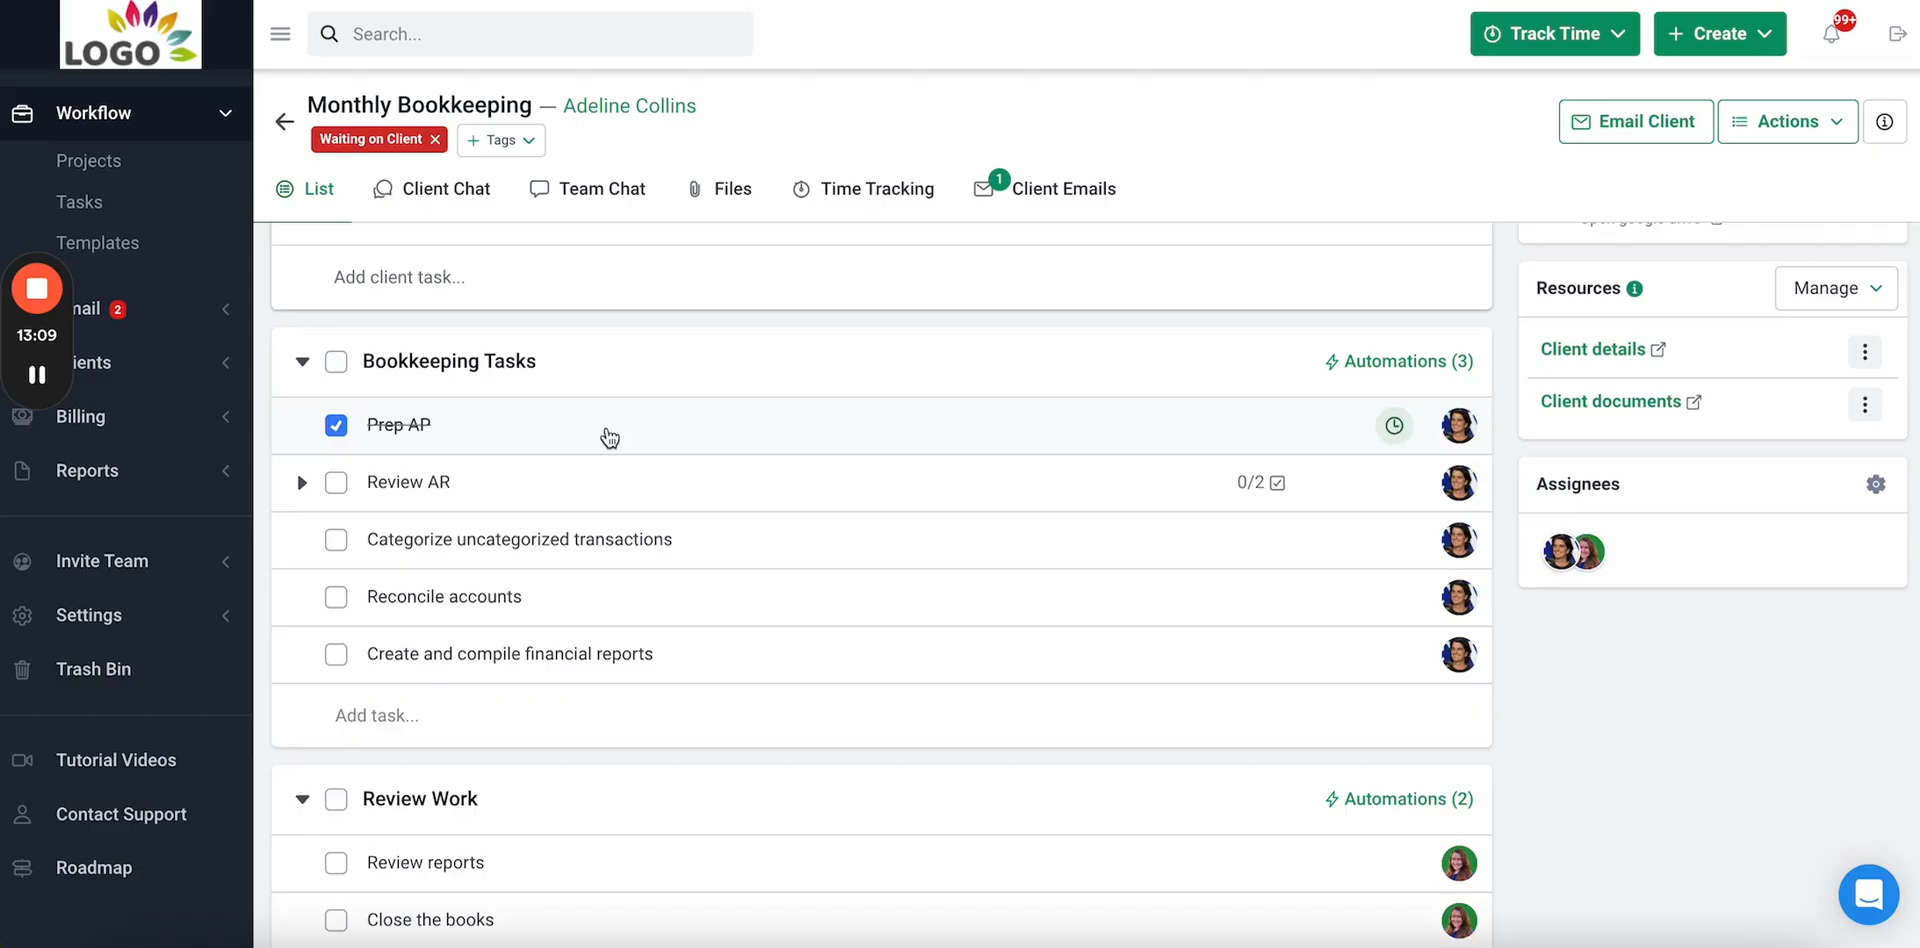 LOGO
Search...
Track Time
+ Create
99+
Workflow
Projects
Tasks
Templates
13:09
mail 2
ients
Billing
Reports
Invite Team
Settings
Trash Bin
Tutorial Videos
Contact Support
Roadmap
Monthly Bookkeeping — Adeline Collins
Waiting on Client ×
+ Tags
Email Client
Actions
List
Client Chat
Team Chat
Files
Time Tracking
1
Client Emails
Add client task...
Bookkeeping Tasks
Automations (3)
Prep AP
Review AR
0/2
Categorize uncategorized transactions
Reconcile accounts
Create and compile financial reports
Add task...
Review Work
Automations (2)
Review reports
Close the books
Resources
Manage
Client details
Client documents
Assignees